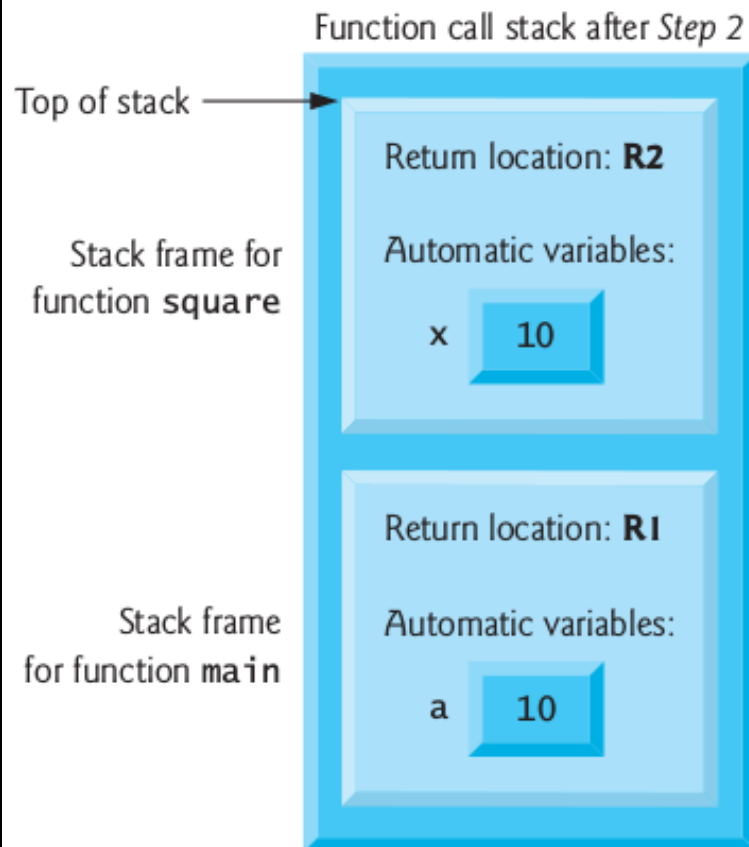 Function call stack after Step 2
Top of stack
Return location: R2
Stack frame for
function square
Automatic variables:
x 10
Return location: R1
Stack frame
for function main
Automatic variables:
a 10